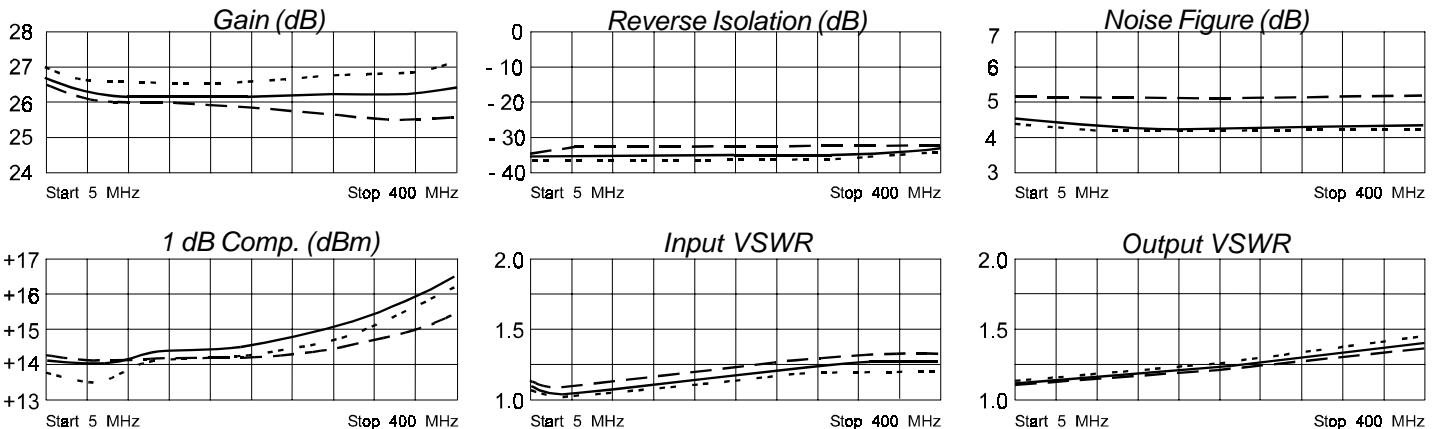 Gain (dB)
28
27
26
25
24
Start 5 MHz Stop 400 MHz
Reverse Isolation (dB)
0
- 10
- 20
- 30
- 40
Start 5 MHz Stop 400 MHz
Noise Figure (dB)
7
6
5
4
3
Start 5 MHz Stop 400 MHz
1 dB Comp. (dBm)
+17
+16
+15
+14
+13
Start 5 MHz Stop 400 MHz
Input VSWR
2.0
1.5
1.0
Start 5 MHz Stop 400 MHz
Output VSWR
2.0
1.5
1.0
Start 5 MHz Stop 400 MHz